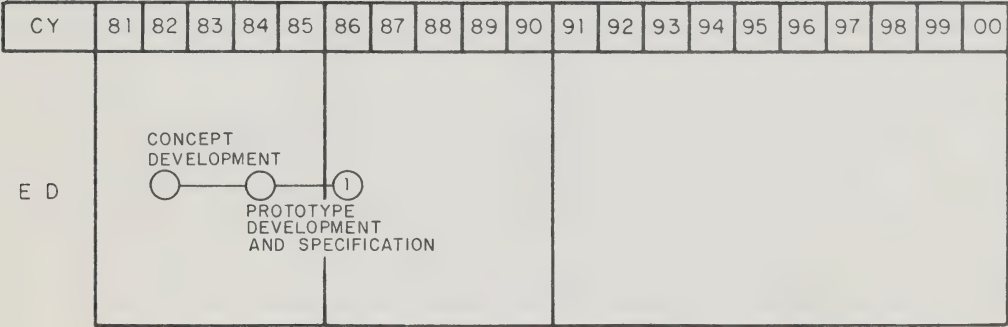 CY 81 82 83 84 85 86 87 88 89 90 91 92 93 94 95 96 97 98 99 00
CONCEPT
DEVELOPMENT
E D
1
PROTOTYPE
DEVELOPMENT
AND SPECIFICATION